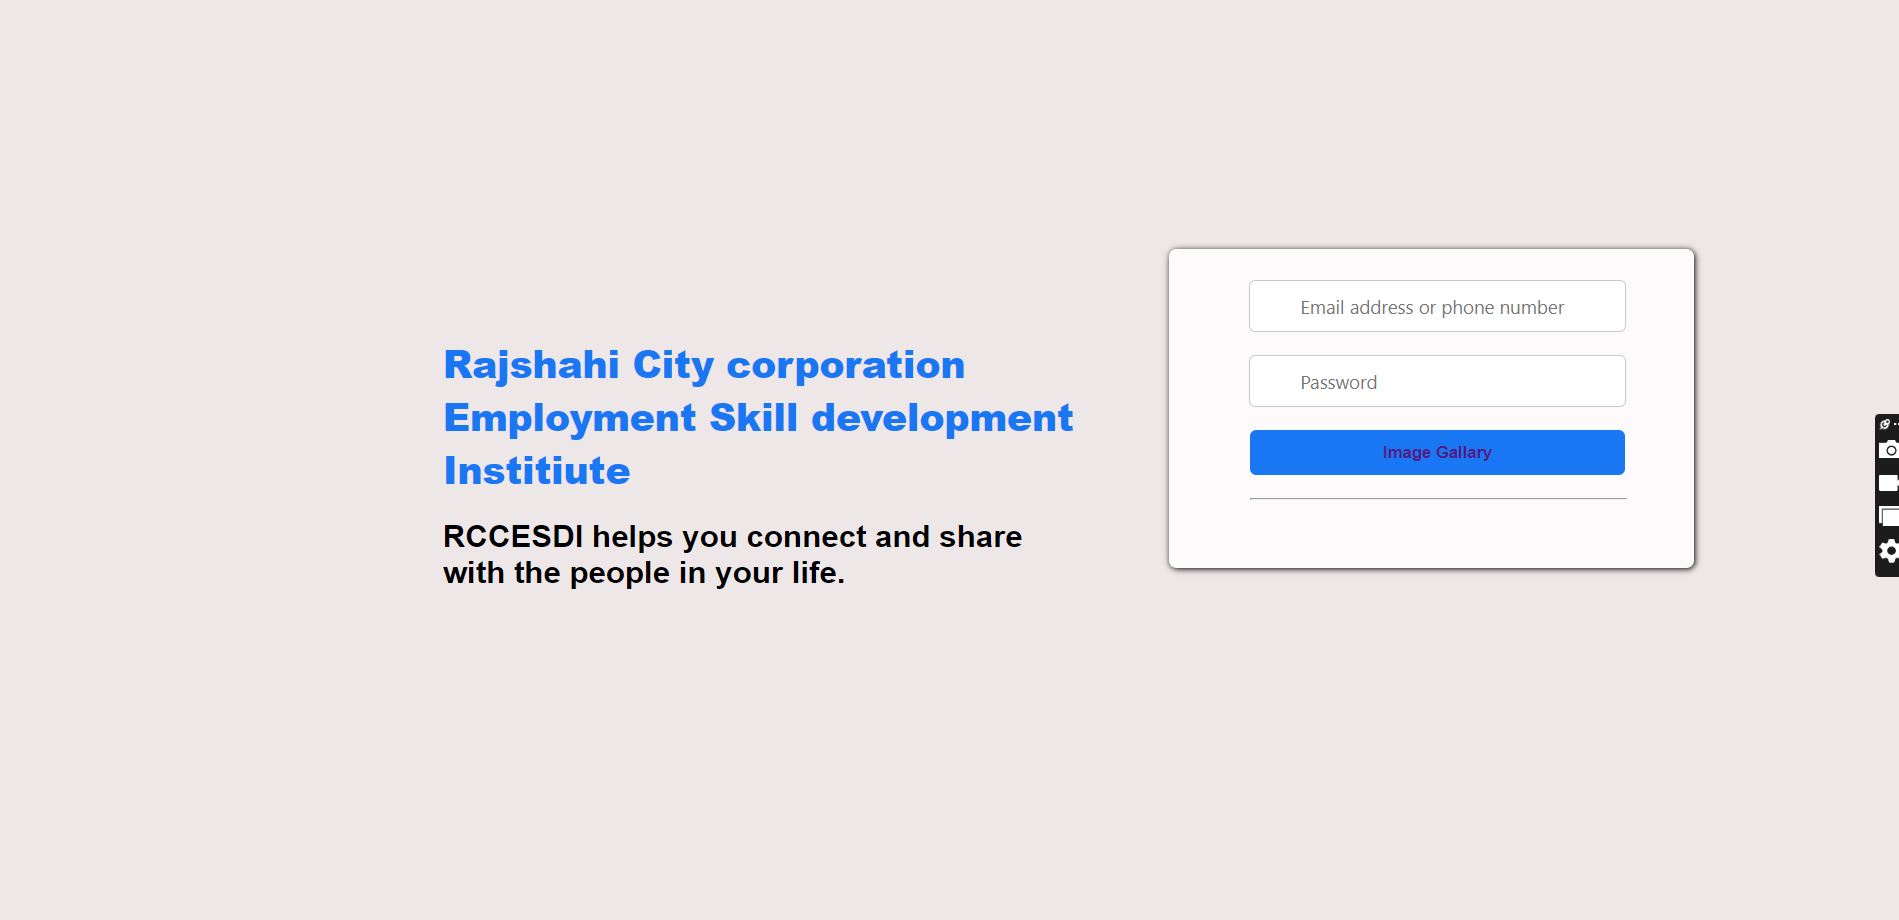 Rajshahi City corporation
Employment Skill development
Institiute
RCCESDI helps you connect and share
with the people in your life.
Email address or phone number
Password
Image Gallary